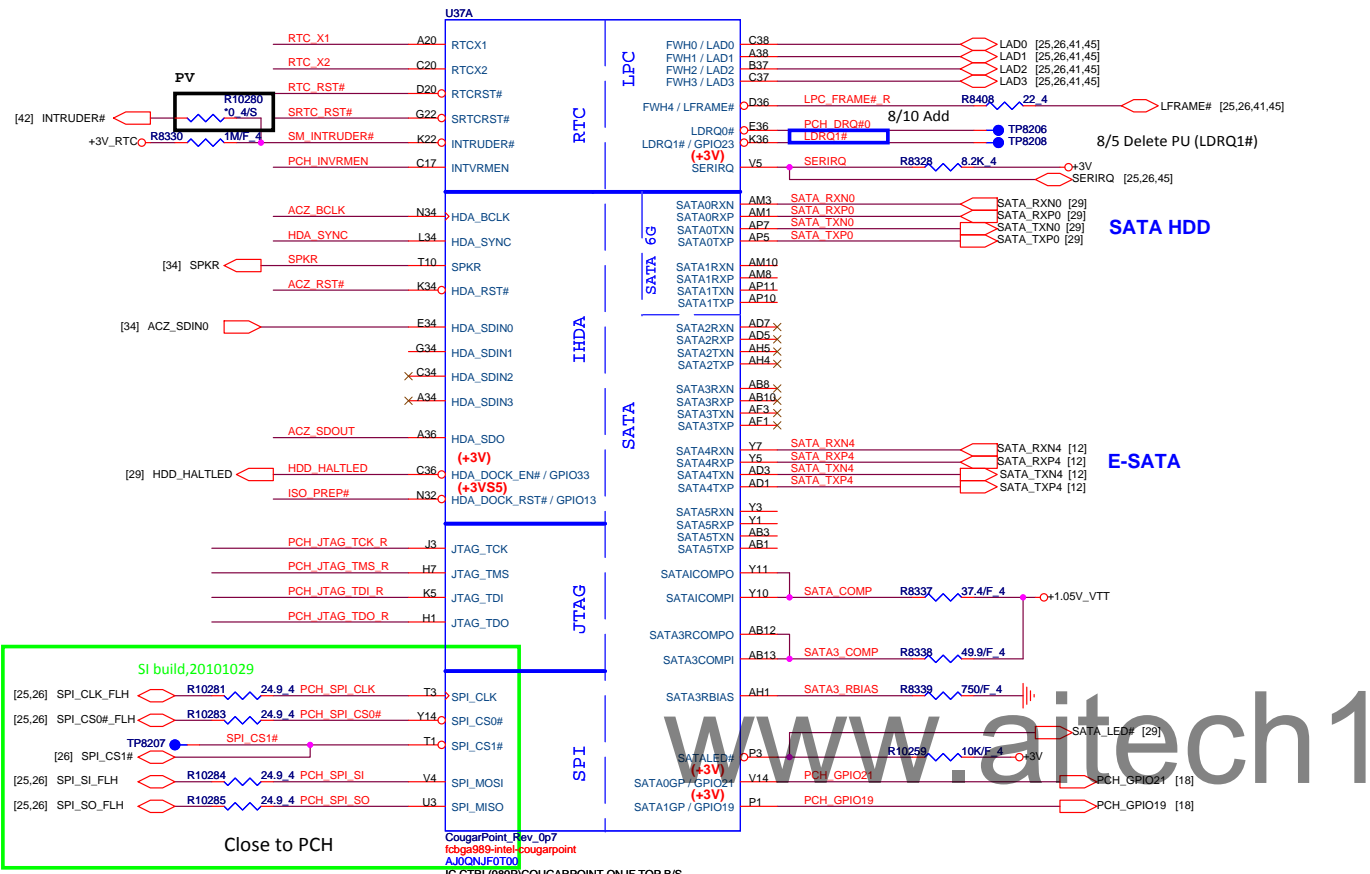 U37A
RTC_X1 A20 RTCX1
RTC_X2 C20 RTCX2
PV
RTC_RST# D20 RTCRST#
R10280
*0_4/S
SRTC_RST# G22 SRTCRST#
[42] INTRUDER#
+3V_RTC R8330 1M/F_4 SM_INTRUDER# K22 INTRUDER#
PCH_INVRMEN C17 INTVRMEN
RTC
LPC
FWH0 / LAD0 C38 LAD0 [25,26,41,45]
FWH1 / LAD1 A38 LAD1 [25,26,41,45]
FWH2 / LAD2 B37 LAD2 [25,26,41,45]
FWH3 / LAD3 C37 LAD3 [25,26,41,45]
FWH4 / LFRAME# D36 LPC_FRAME#_R R8408 22_4 LFRAME# [25,26,41,45]
8/10 Add
LDRQ0# E36 PCH_DRQ#0 TP8206
LDRQ1# / GPIO23 K36 LDRQ1# TP8208
8/5 Delete PU (LDRQ1#)
(+3V)
SERIRQ V5 SERIRQ R8328 8.2K_4 +3V
SERIRQ [25,26,45]
ACZ_BCLK N34 HDA_BCLK
HDA_SYNC L34 HDA_SYNC
[34] SPKR SPKR T10 SPKR
ACZ_RST# K34 HDA_RST#
[34] ACZ_SDIN0 E34 HDA_SDIN0
G34 HDA_SDIN1
C34 HDA_SDIN2
A34 HDA_SDIN3
ACZ_SDOUT A36 HDA_SDO
(+3V)
[29] HDD_HALTLED HDD_HALTLED C36 HDA_DOCK_EN# / GPIO33
(+3VS5)
ISO_PREP# N32 HDA_DOCK_RST# / GPIO13
IHDA
SATA 6G
SATA
SATA0RXN AM3 SATA_RXN0 SATA_RXN0 [29]
SATA0RXP AM1 SATA_RXP0 SATA_RXP0 [29]
SATA0TXN AP7 SATA_TXN0 SATA_TXN0 [29]
SATA0TXP AP5 SATA_TXP0 SATA_TXP0 [29]
SATA HDD
SATA1RXN AM10
SATA1RXP AM8
SATA1TXN AP11
SATA1TXP AP10
SATA2RXN AD7
SATA2RXP AD5
SATA2TXN AH5
SATA2TXP AH4
SATA3RXN AB8
SATA3RXP AB10
SATA3TXN AF3
SATA3TXP AF1
SATA4RXN Y7 SATA_RXN4 SATA_RXN4 [12]
SATA4RXP Y5 SATA_RXP4 SATA_RXP4 [12]
SATA4TXN AD3 SATA_TXN4 SATA_TXN4 [12]
SATA4TXP AD1 SATA_TXP4 SATA_TXP4 [12]
E-SATA
SATA5RXN Y3
SATA5RXP Y1
SATA5TXN AB3
SATA5TXP AB1
PCH_JTAG_TCK_R J3 JTAG_TCK
PCH_JTAG_TMS_R H7 JTAG_TMS
PCH_JTAG_TDI_R K5 JTAG_TDI
PCH_JTAG_TDO_R H1 JTAG_TDO
JTAG
SATAICOMPO Y11
SATAICOMPI Y10 SATA_COMP R8337 37.4/F_4 +1.05V_VTT
SATA3RCOMPO AB12
SATA3COMPI AB13 SATA3_COMP R8338 49.9/F_4
SATA3RBIAS AH1 SATA3_RBIAS R8339 750/F_4
SI build,20101029
[25,26] SPI_CLK_FLH R10281 24.9_4 PCH_SPI_CLK T3 SPI_CLK
[25,26] SPI_CS0#_FLH R10283 24.9_4 PCH_SPI_CS0# Y14 SPI_CS0#
TP8207 SPI_CS1# T1 SPI_CS1#
[26] SPI_CS1#
[25,26] SPI_SI_FLH R10284 24.9_4 PCH_SPI_SI V4 SPI_MOSI
[25,26] SPI_SO_FLH R10285 24.9_4 PCH_SPI_SO U3 SPI_MISO
Close to PCH
SPI
SATA_LED# [29]
SATALED# P3 R10259 10K/F_4 +3V
(+3V)
SATA0GP / GPIO21 V14 PCH_GPIO21 PCH_GPIO21 [18]
(+3V)
SATA1GP / GPIO19 P1 PCH_GPIO19 PCH_GPIO19 [18]
www.aitech1
CougarPoint_Rev_0p7
fcbga989-intel-cougarpoint
AJ0QNJF0T00
IC CTRL(989P)COUGARPOINT QNJF TOP B/S